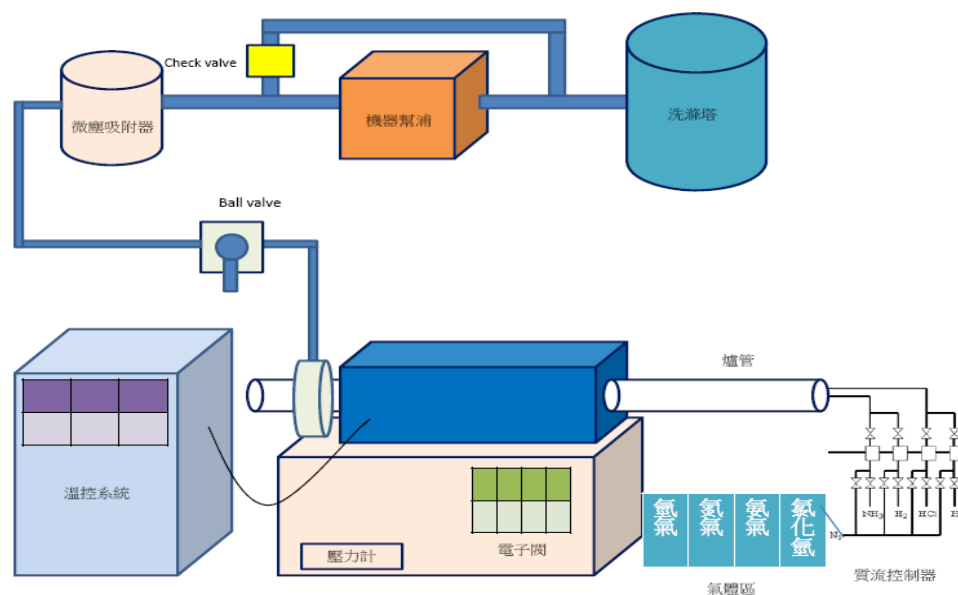 Check valve
微塵吸附器
機器幫浦
洗滌塔
Ball valve
爐管
溫控系統
壓力計
電子閥
氫氣
氮氣
氨氣
氯化氫
氣體區
NH3
H2
HCl
H
N2
質流控制器